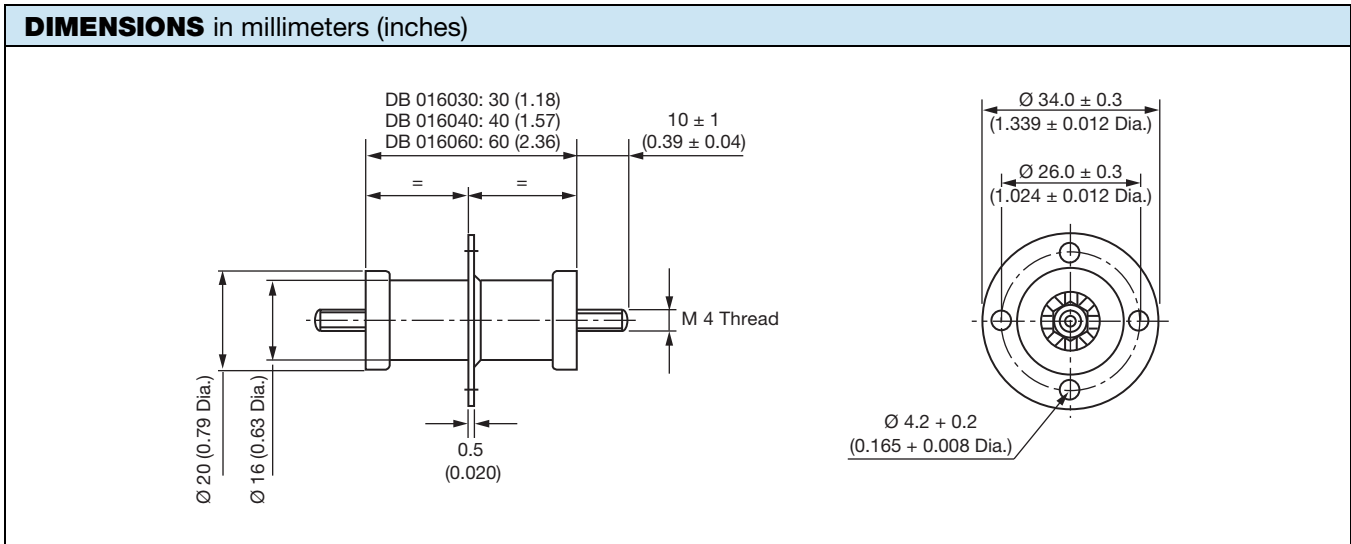 DIMENSIONS in millimeters (inches)
DB 016030: 30 (1.18)
DB 016040: 40 (1.57)
DB 016060: 60 (2.36)
10 ± 1
(0.39 ± 0.04)
= =
M 4 Thread
Ø 20 (0.79 Dia.)
Ø 16 (0.63 Dia.)
0.5
(0.020)
Ø 34.0 ± 0.3
(1.339 ± 0.012 Dia.)
Ø 26.0 ± 0.3
(1.024 ± 0.012 Dia.)
Ø 4.2 + 0.2
(0.165 + 0.008 Dia.)